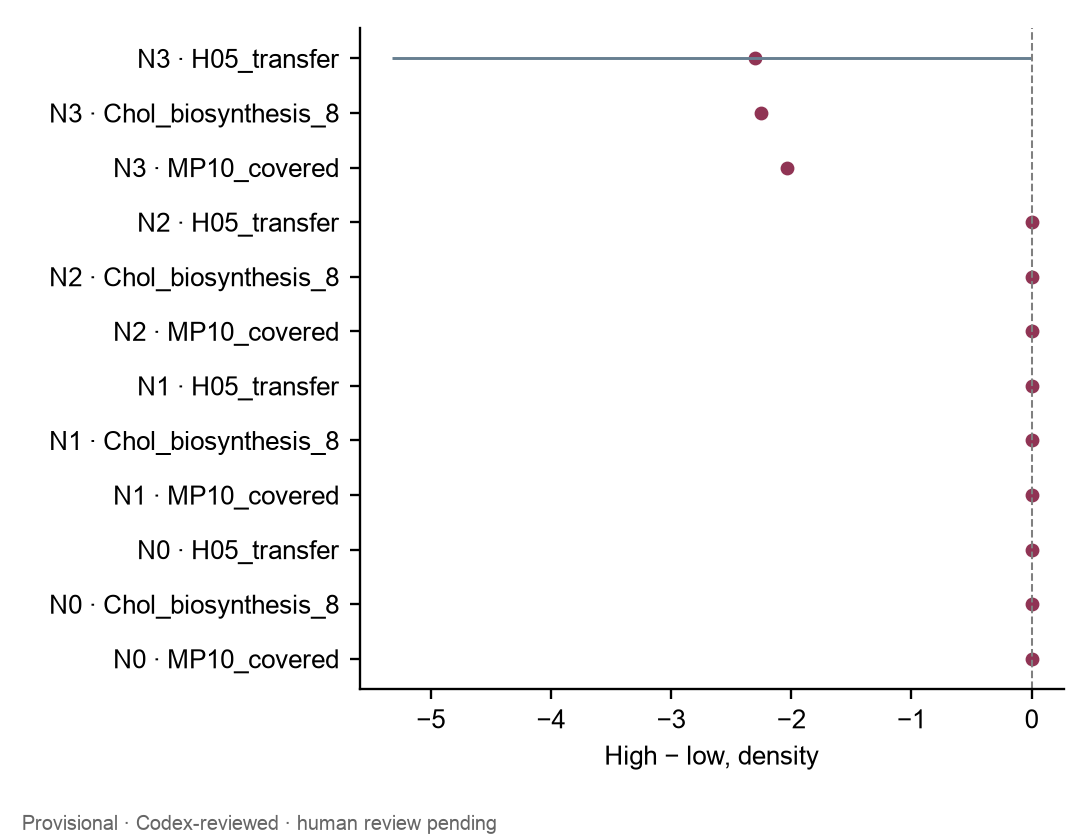 N3 · H05_transfer
N3 · Chol_biosynthesis_8
N3 · MP10_covered
N2 · H05_transfer
N2 · Chol_biosynthesis_8
N2 · MP10_covered
N1 · H05_transfer
N1 · Chol_biosynthesis_8
N1 · MP10_covered
N0 · H05_transfer
N0 · Chol_biosynthesis_8
N0 · MP10_covered
−5 −4 −3 −2 −1 0
High − low, density
Provisional · Codex-reviewed · human review pending